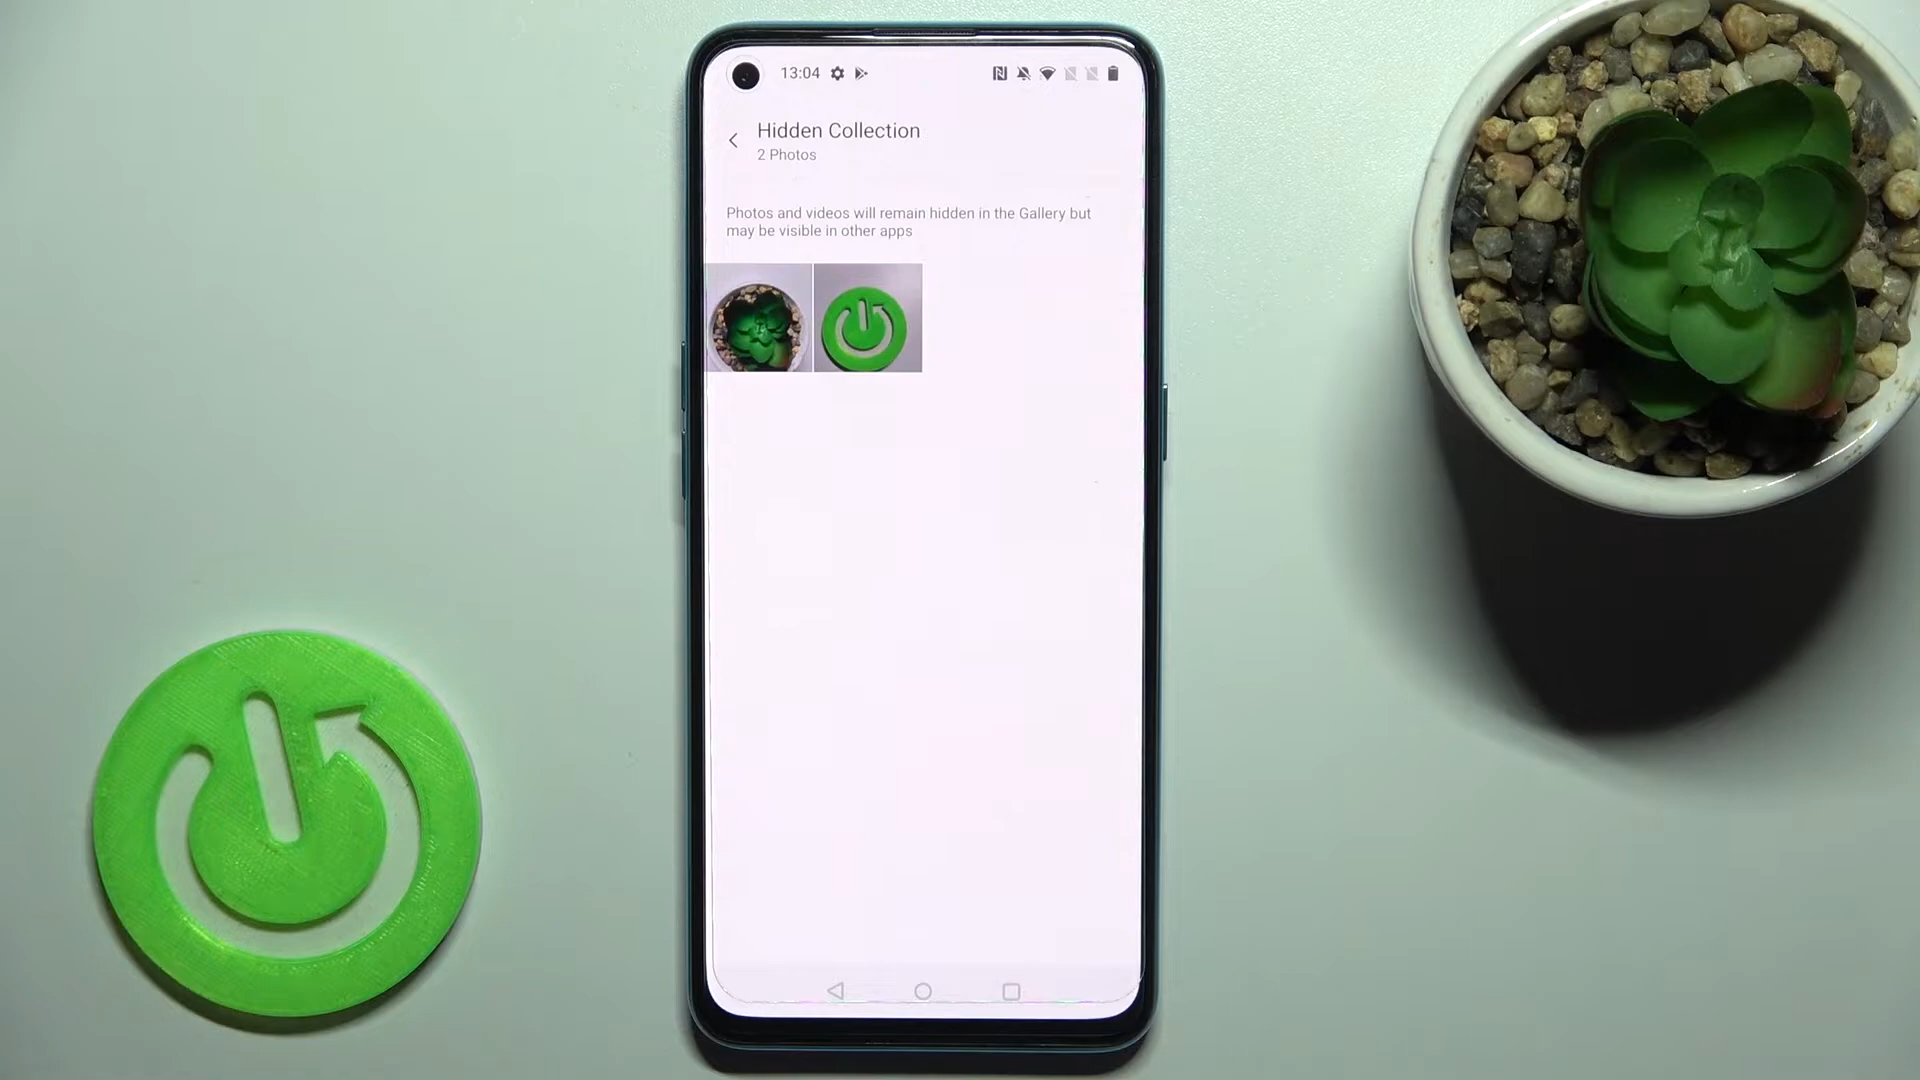 13:04
Hidden Collection
2 Photos
Photos and videos will remain hidden in the Gallery but
may be visible in other apps